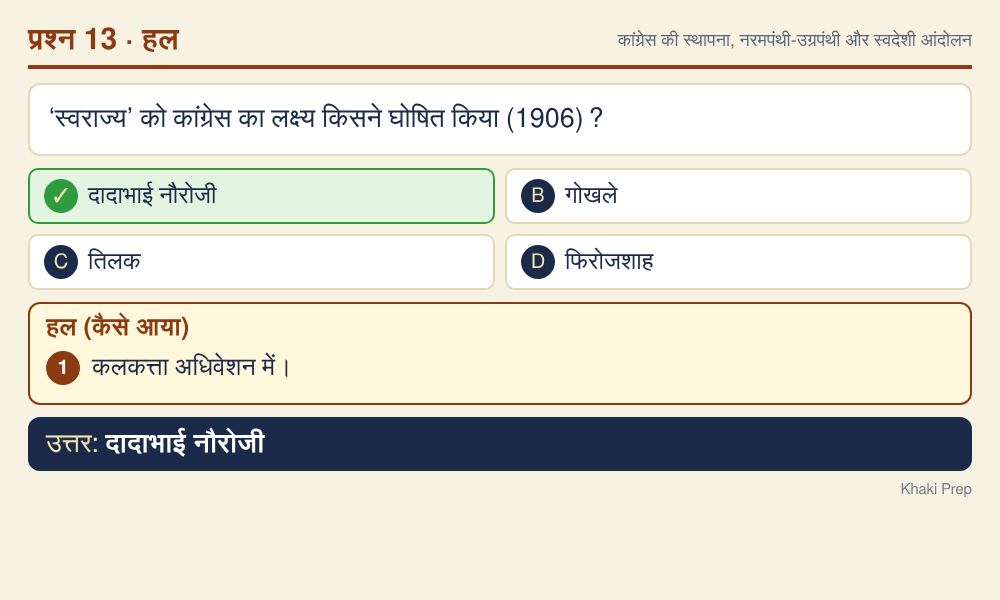 प्रश्न 13 · हल
कांग्रेस की स्थापना, नरमपंथी-उग्रपंथी और स्वदेशी आंदोलन
‘स्वराज्य’ को कांग्रेस का लक्ष्य किसने घोषित किया (1906) ?
✓ दादाभाई नौरोजी
B गोखले
C तिलक
D फिरोजशाह
हल (कैसे आया)
1 कलकत्ता अधिवेशन में।
उत्तर: दादाभाई नौरोजी
Khaki Prep